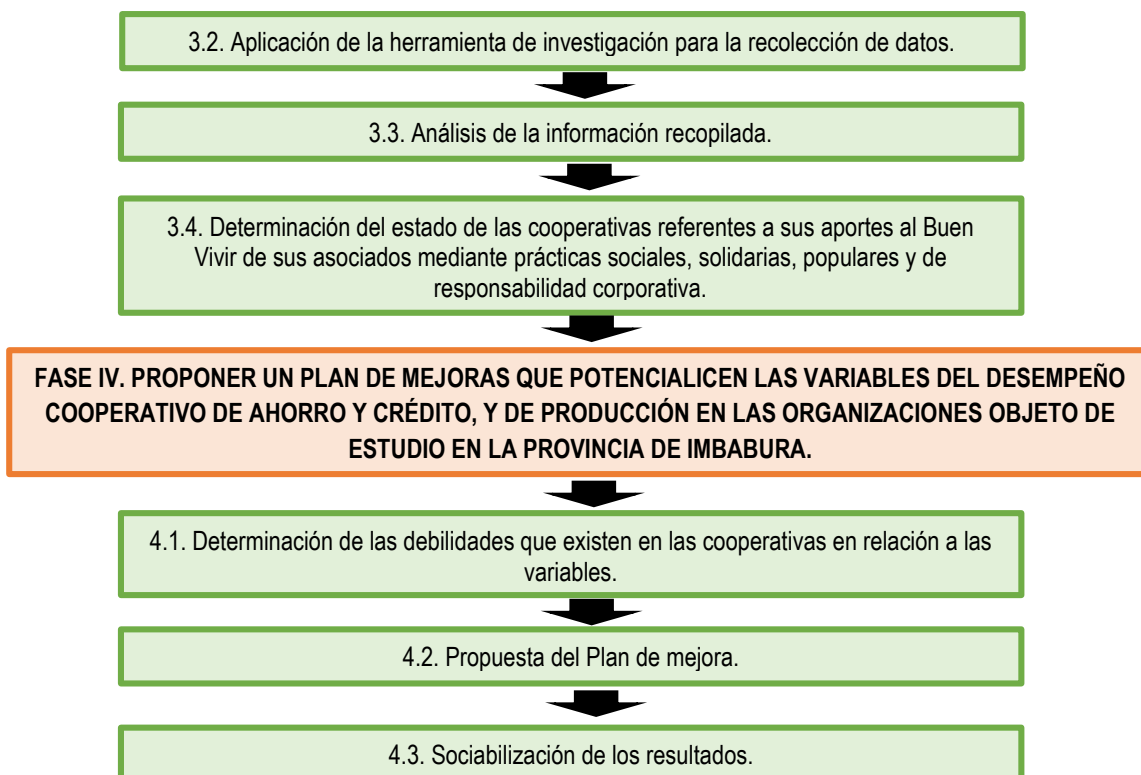 3.2. Aplicación de la herramienta de investigación para la recolección de datos.
3.3. Análisis de la información recopilada.
3.4. Determinación del estado de las cooperativas referentes a sus aportes al Buen
Vivir de sus asociados mediante prácticas sociales, solidarias, populares y de
responsabilidad corporativa.
FASE IV. PROPONER UN PLAN DE MEJORAS QUE POTENCIALICEN LAS VARIABLES DEL DESEMPEÑO
COOPERATIVO DE AHORRO Y CRÉDITO, Y DE PRODUCCIÓN EN LAS ORGANIZACIONES OBJETO DE
ESTUDIO EN LA PROVINCIA DE IMBABURA.
4.1. Determinación de las debilidades que existen en las cooperativas en relación a las
variables.
4.2. Propuesta del Plan de mejora.
4.3. Sociabilización de los resultados.